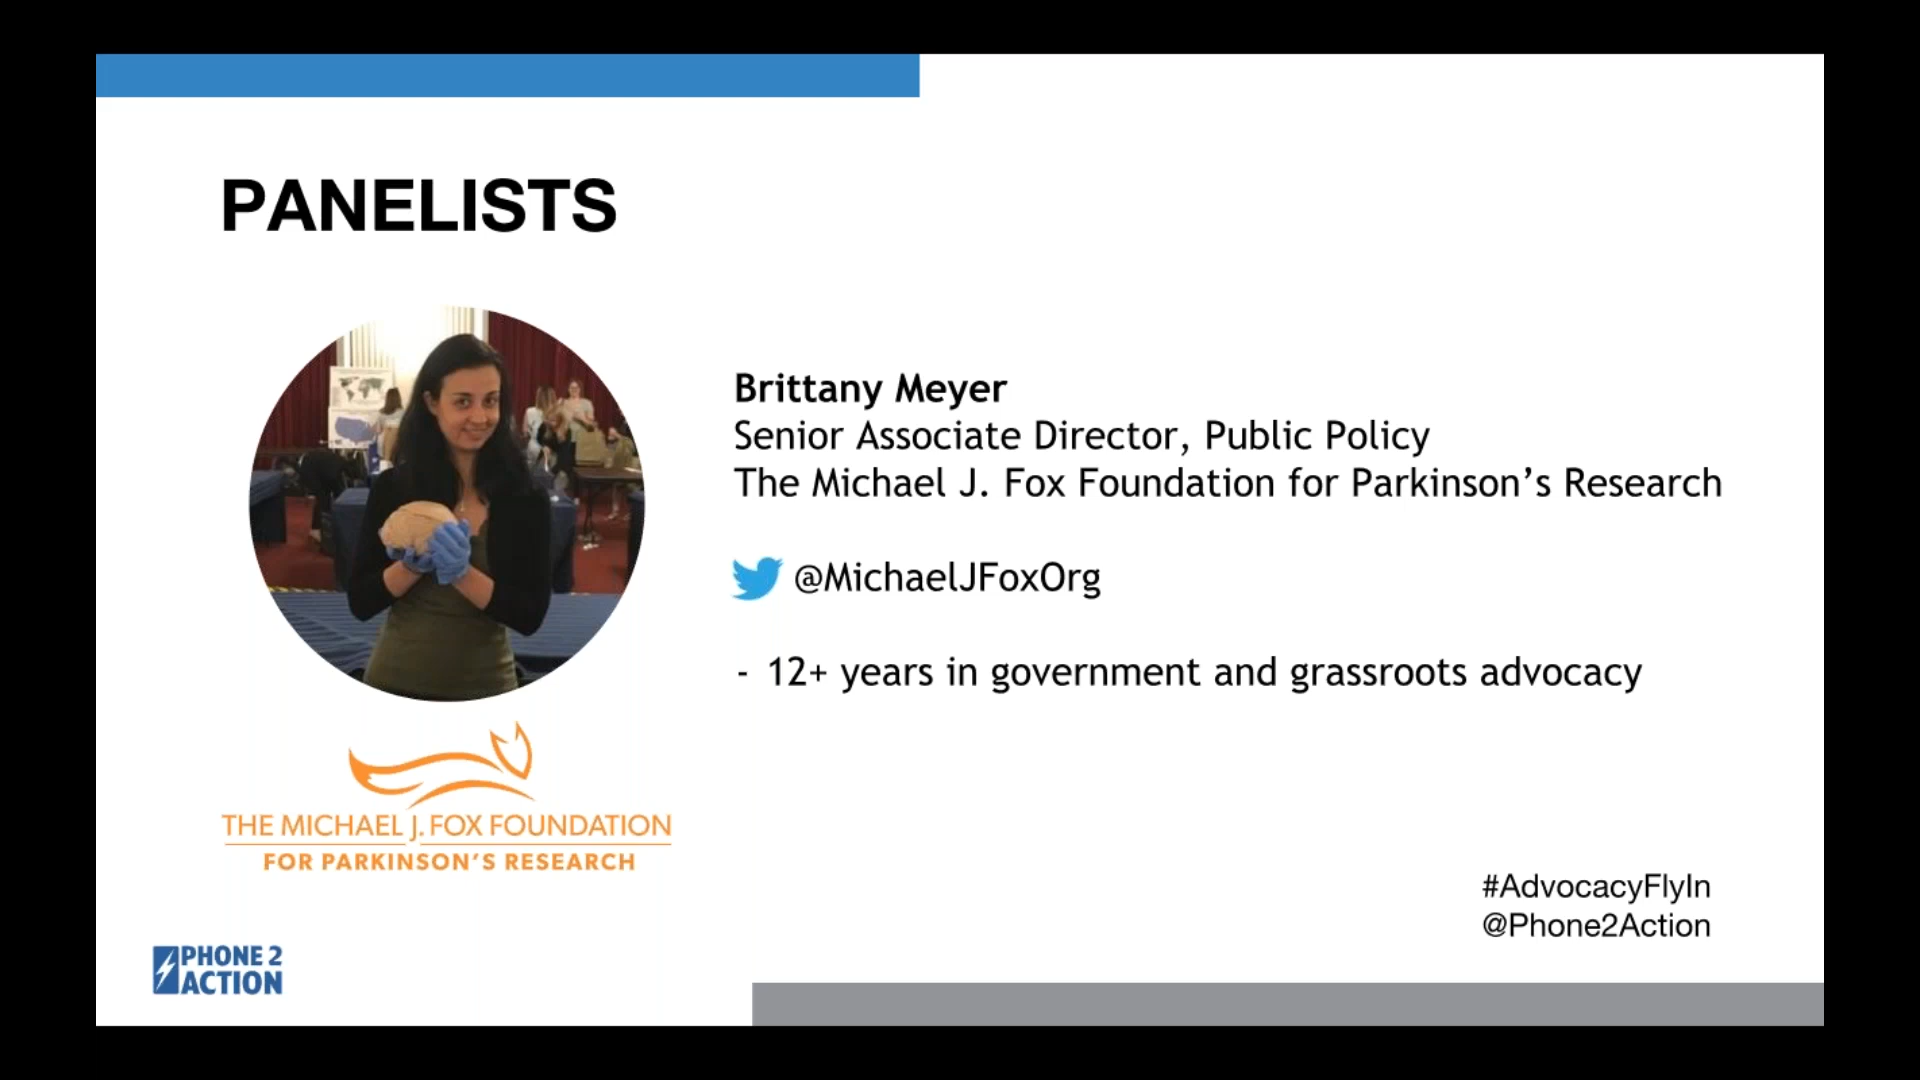 PANELISTS
Brittany Meyer
Senior Associate Director, Public Policy
The Michael J. Fox Foundation for Parkinson’s Research
@MichaelJFoxOrg
- 12+ years in government and grassroots advocacy
THE MICHAEL J. FOX FOUNDATION
FOR PARKINSON’S RESEARCH
#AdvocacyFlyIn
@Phone2Action
PHONE 2
ACTION